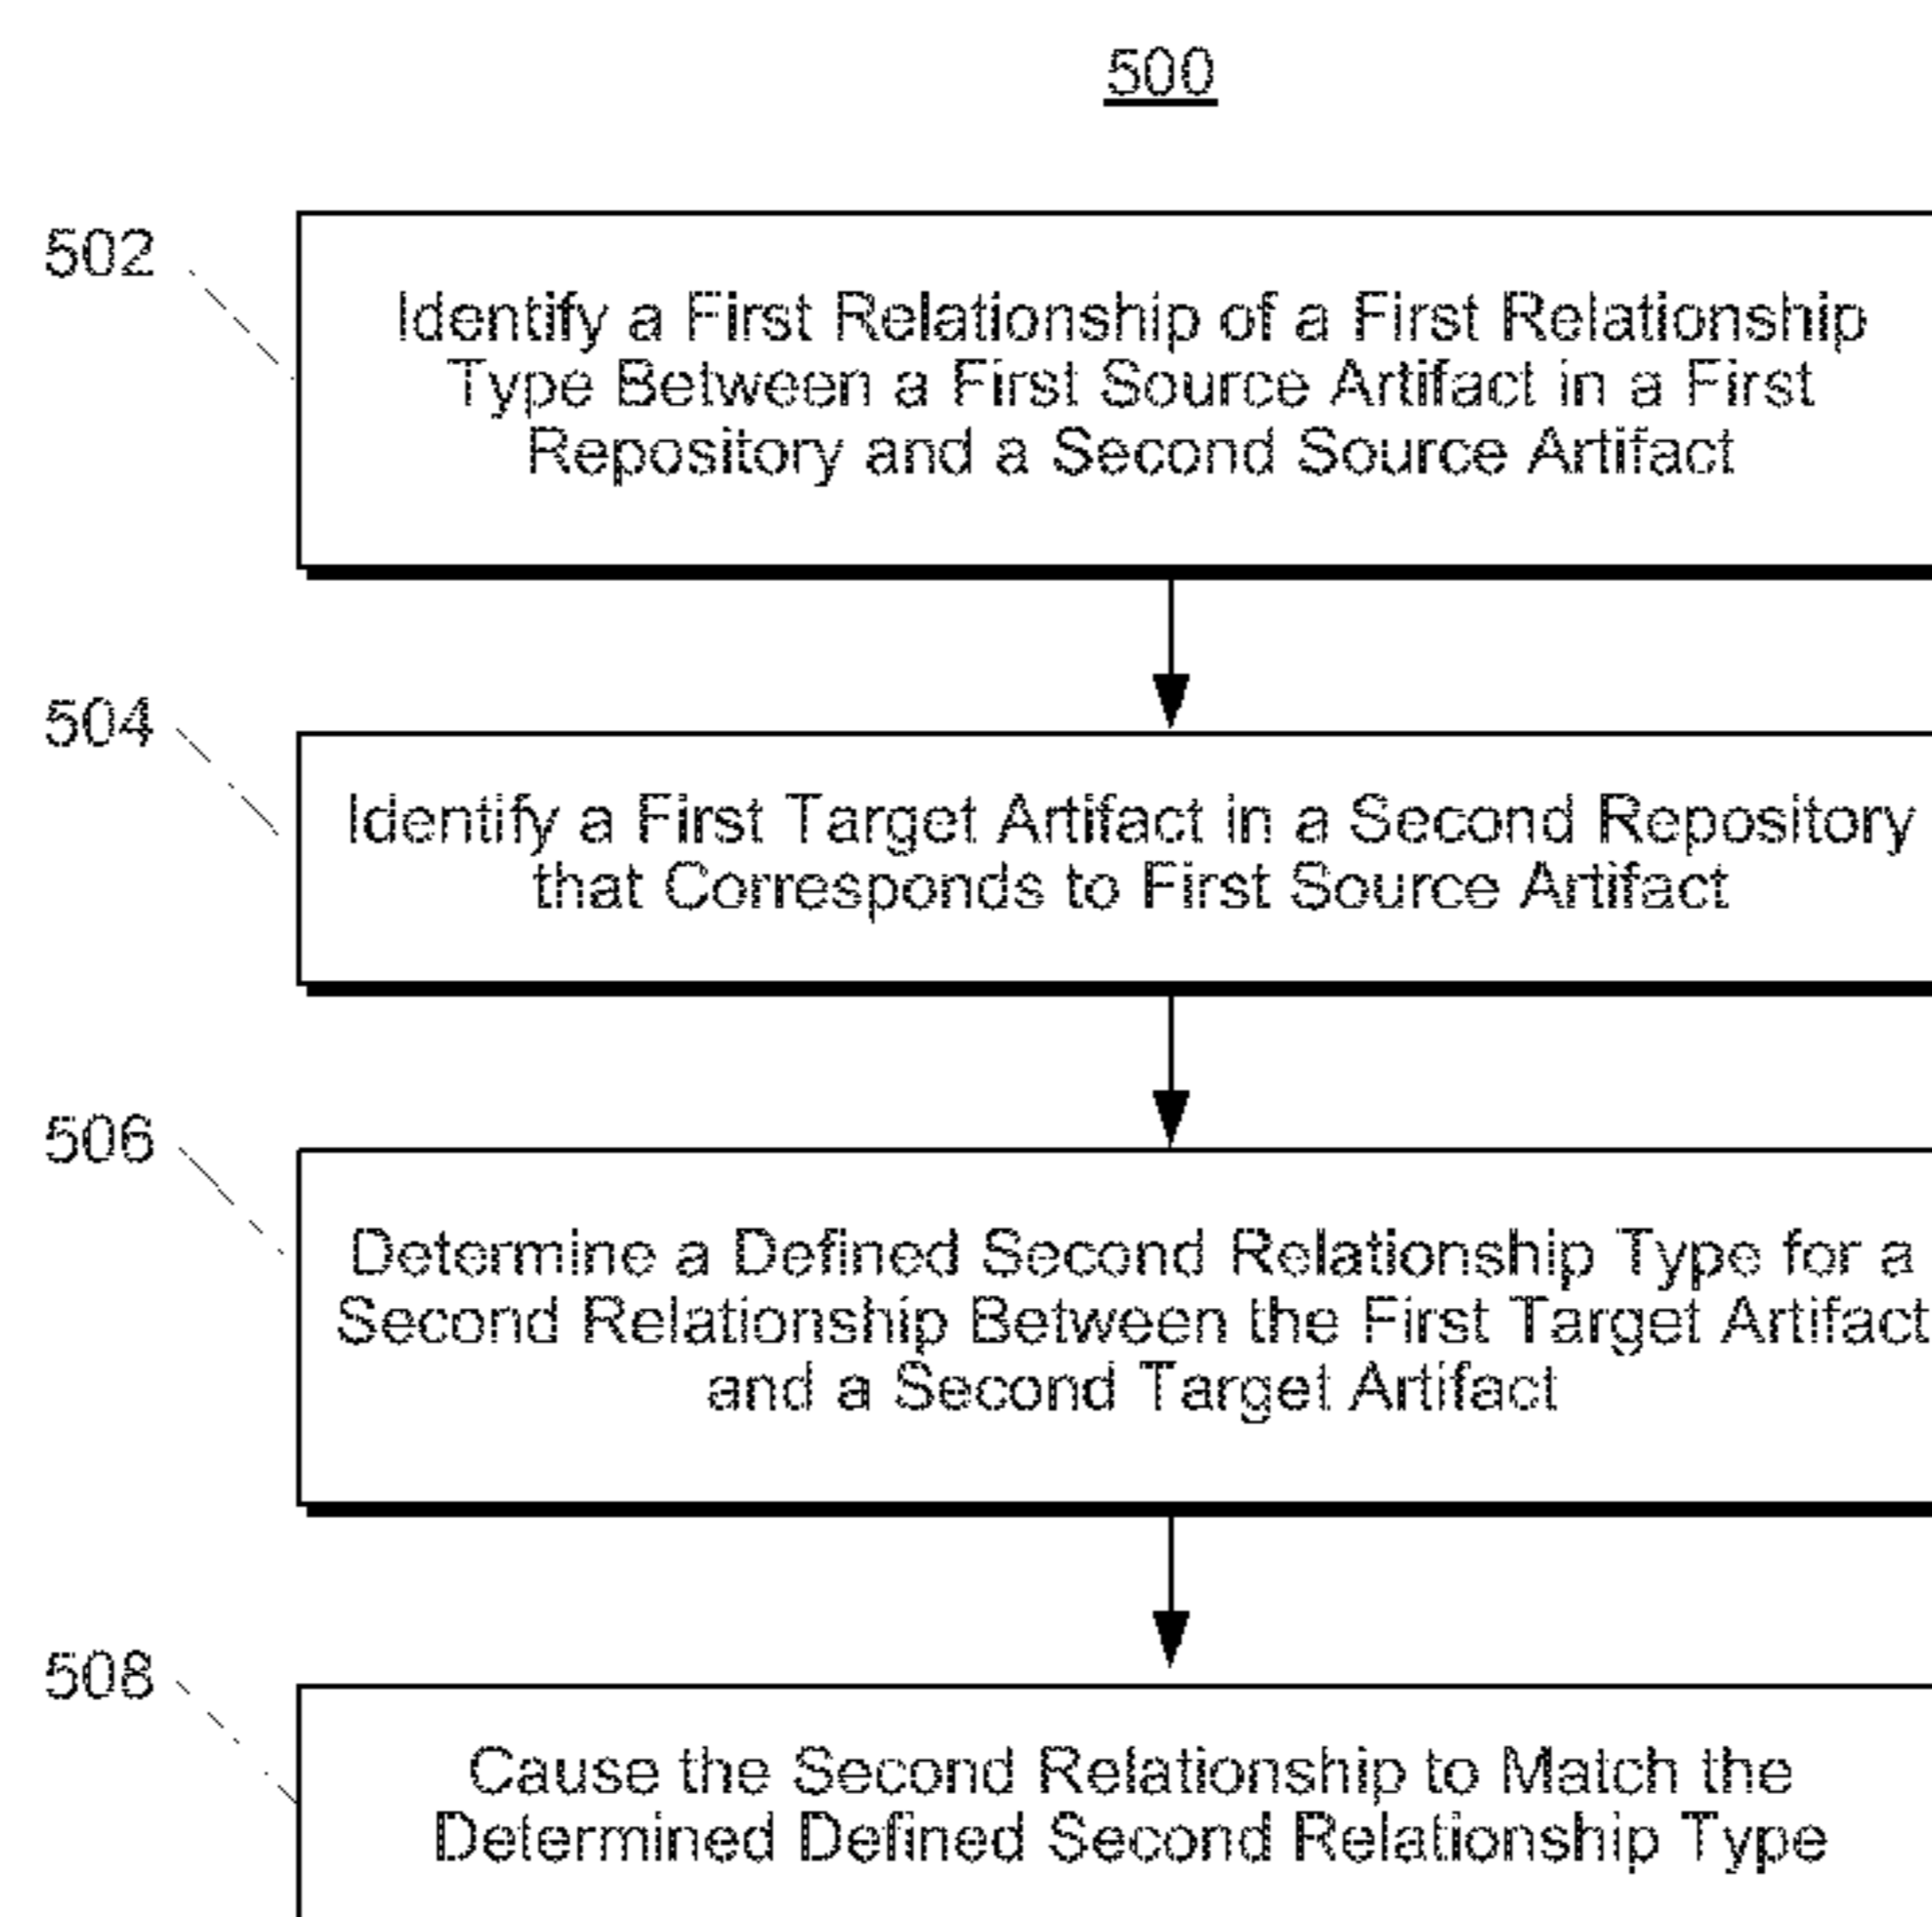 500
502
Identify a First Relationship of a First Relationship
Type Between a First Source Artifact in a First
Repository and a Second Source Artifact
504
Identify a First Target Artifact in a Second Repository
that Corresponds to First Source Artifact
506
Determine a Defined Second Relationship Type for a
Second Relationship Between the First Target Artifact
and a Second Target Artifact
508
Cause the Second Relationship to Match the
Determined Defined Second Relationship Type